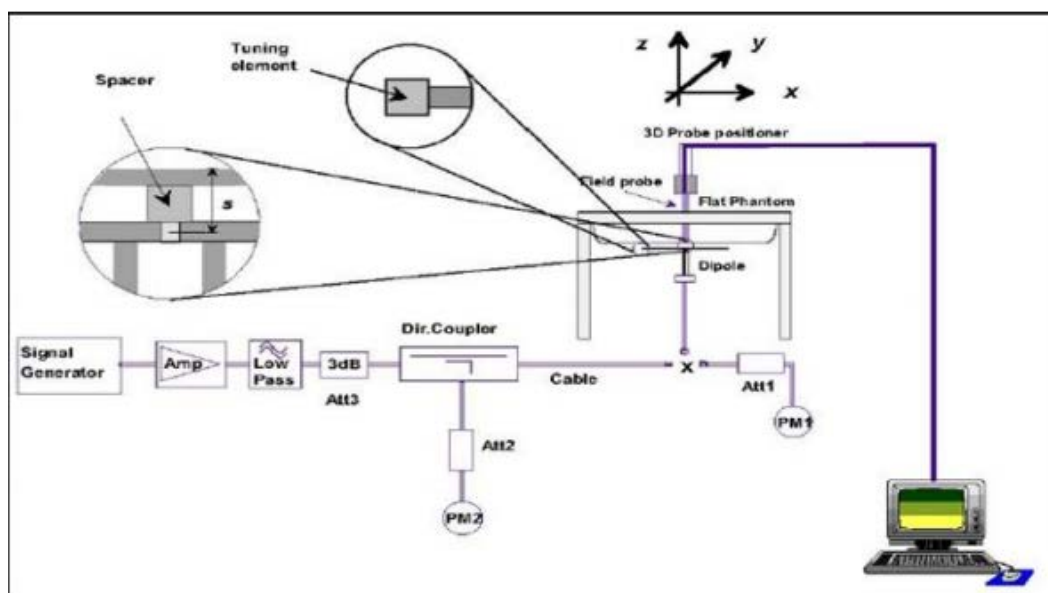 Tuning
element
Spacer
s
z
y
x
3D Probe positioner
Field probe
Flat Phantom
Dipole
Signal
Generator
Amp
Low
Pass
3dB
Att3
Dir.Coupler
Cable
x
Att1
PM1
Att2
PM2